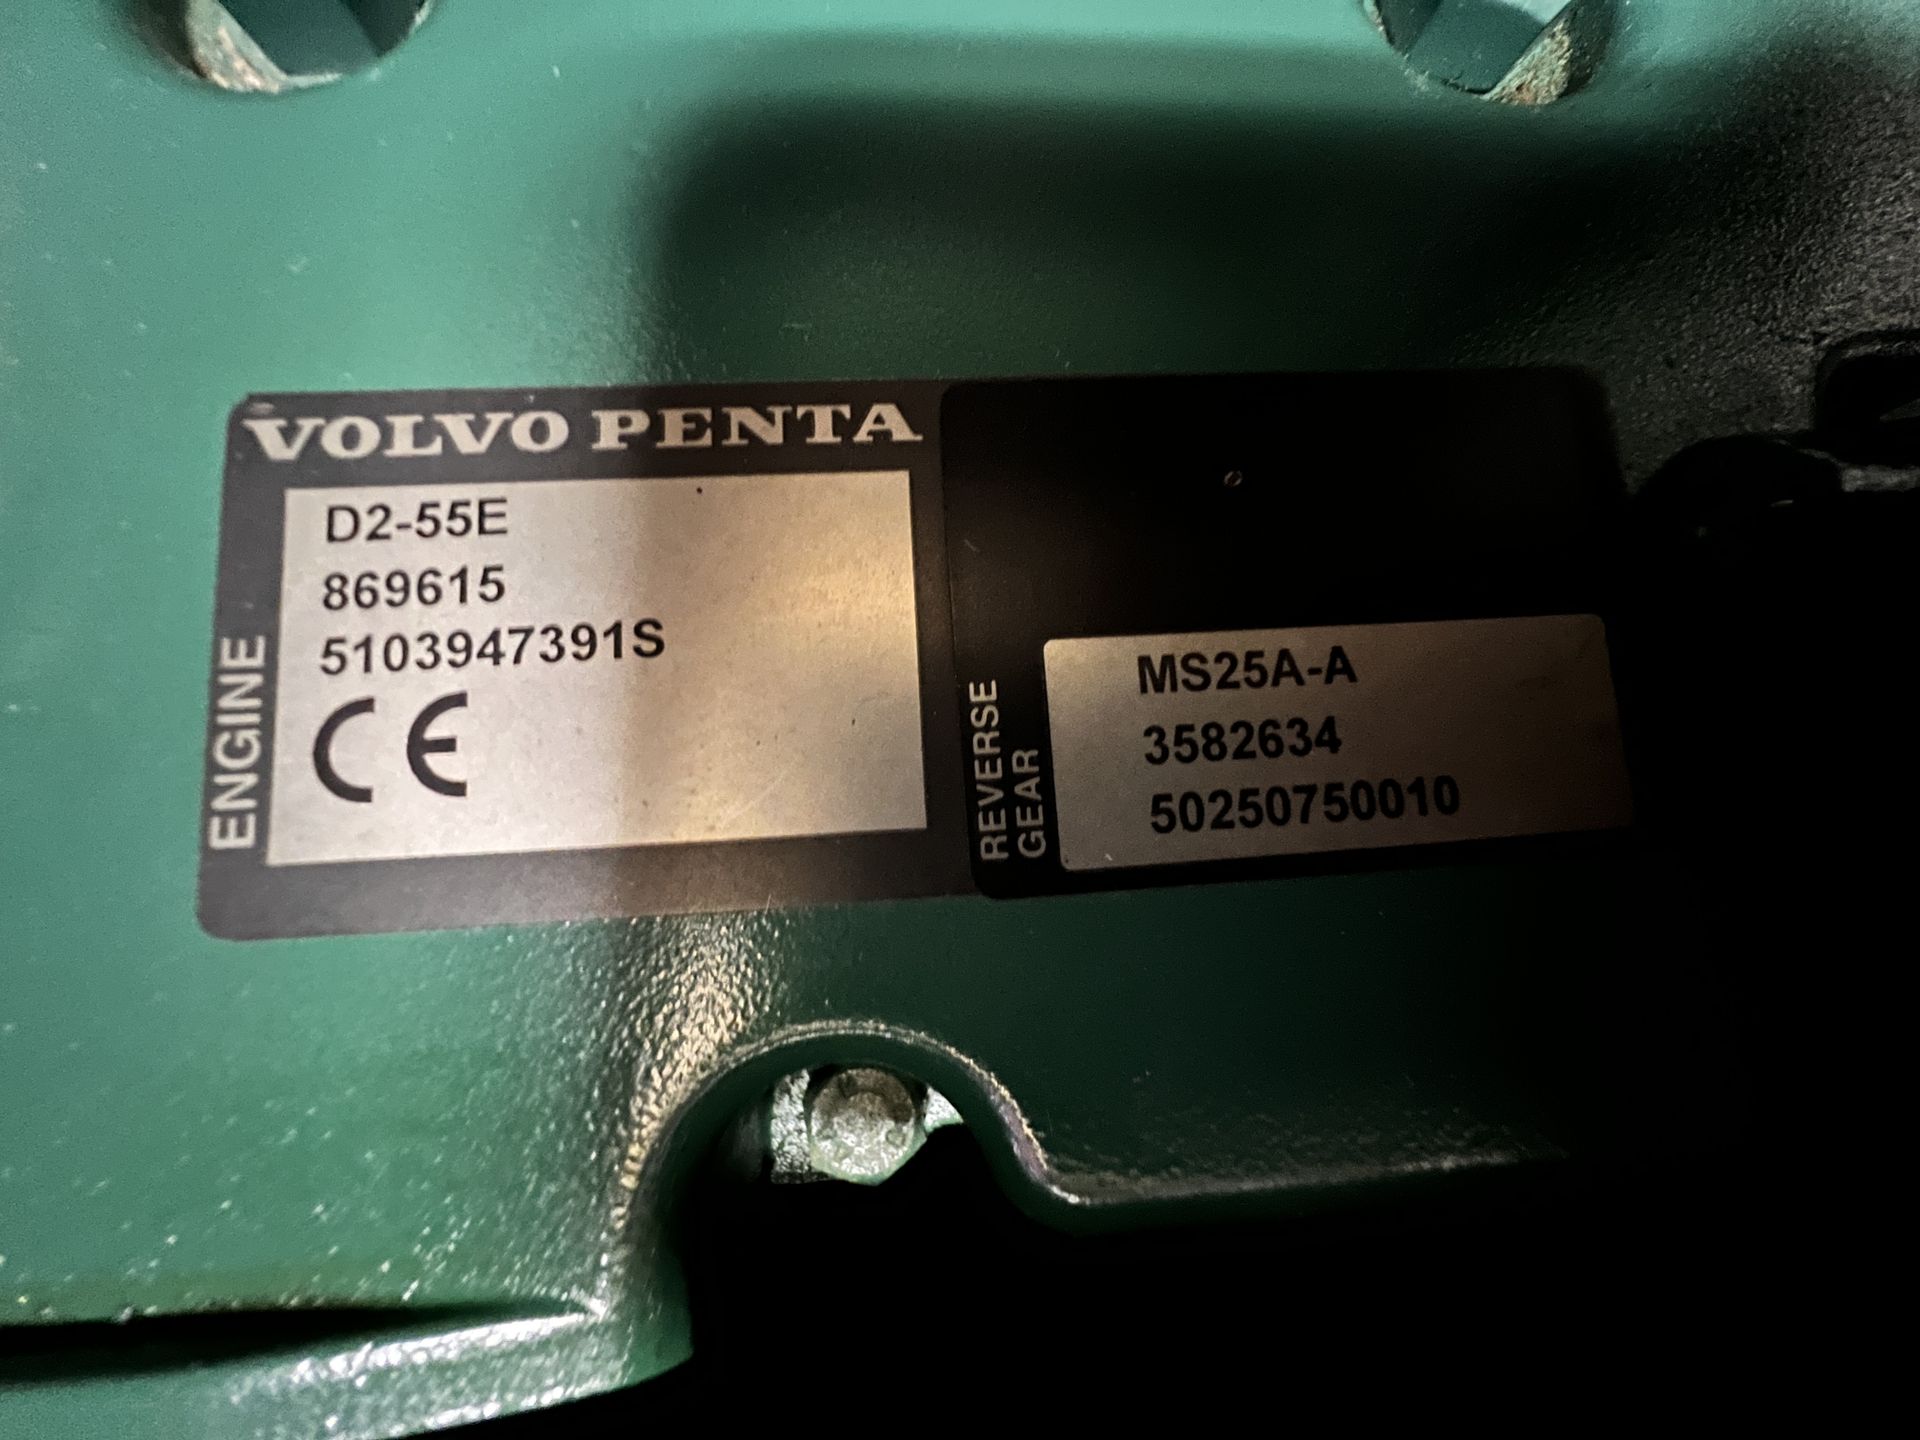 VOLVO PENTA
ENGINE
D2-55E
869615
5103947391S
CE
REVERSE
GEAR
MS25A-A
3582634
50250750010